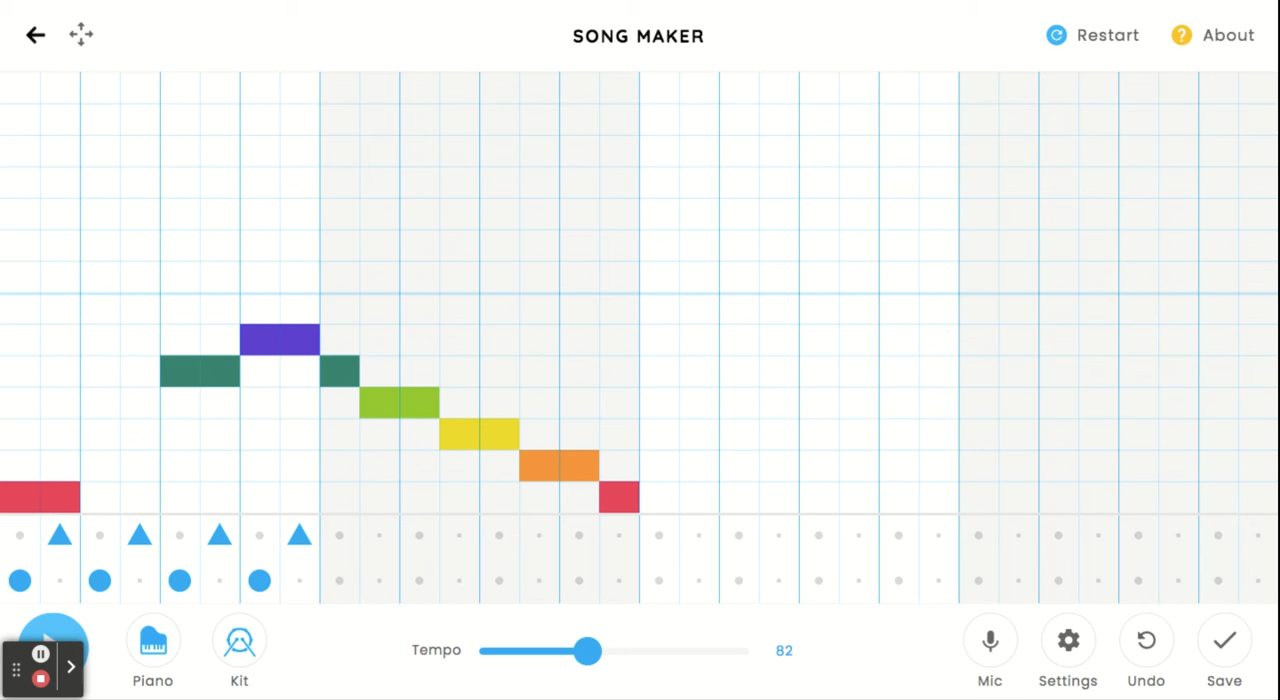 SONG MAKER
Restart
About
Tempo
82
Piano
Kit
Mic
Settings
Undo
Save